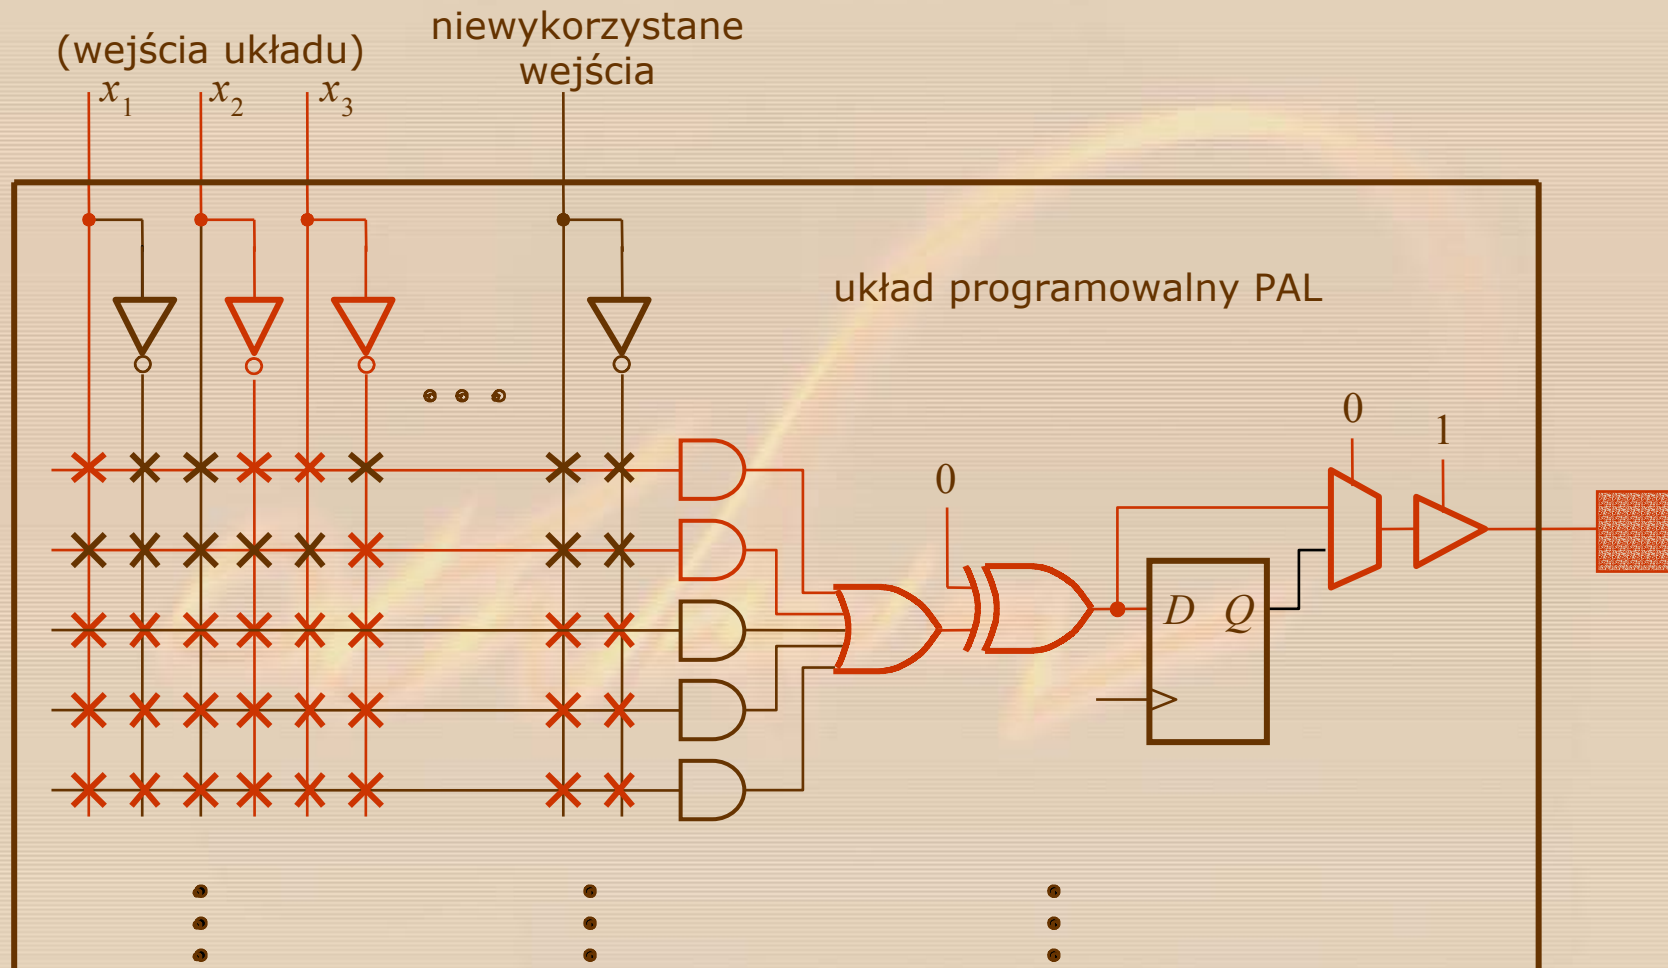 niewykorzystane
(wejścia układu)
wejścia
x1 x2 x3
układ programowalny PAL
0
1
0
D Q